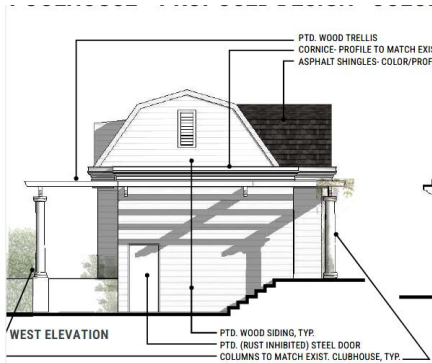 PTD. WOOD TRELLIS
CORNICE- PROFILE TO MATCH EXIS
ASPHALT SHINGLES- COLOR/PROF
WEST ELEVATION
PTD. WOOD SIDING, TYP.
PTD. (RUST INHIBITED) STEEL DOOR
COLUMNS TO MATCH EXIST. CLUBHOUSE, TYP.